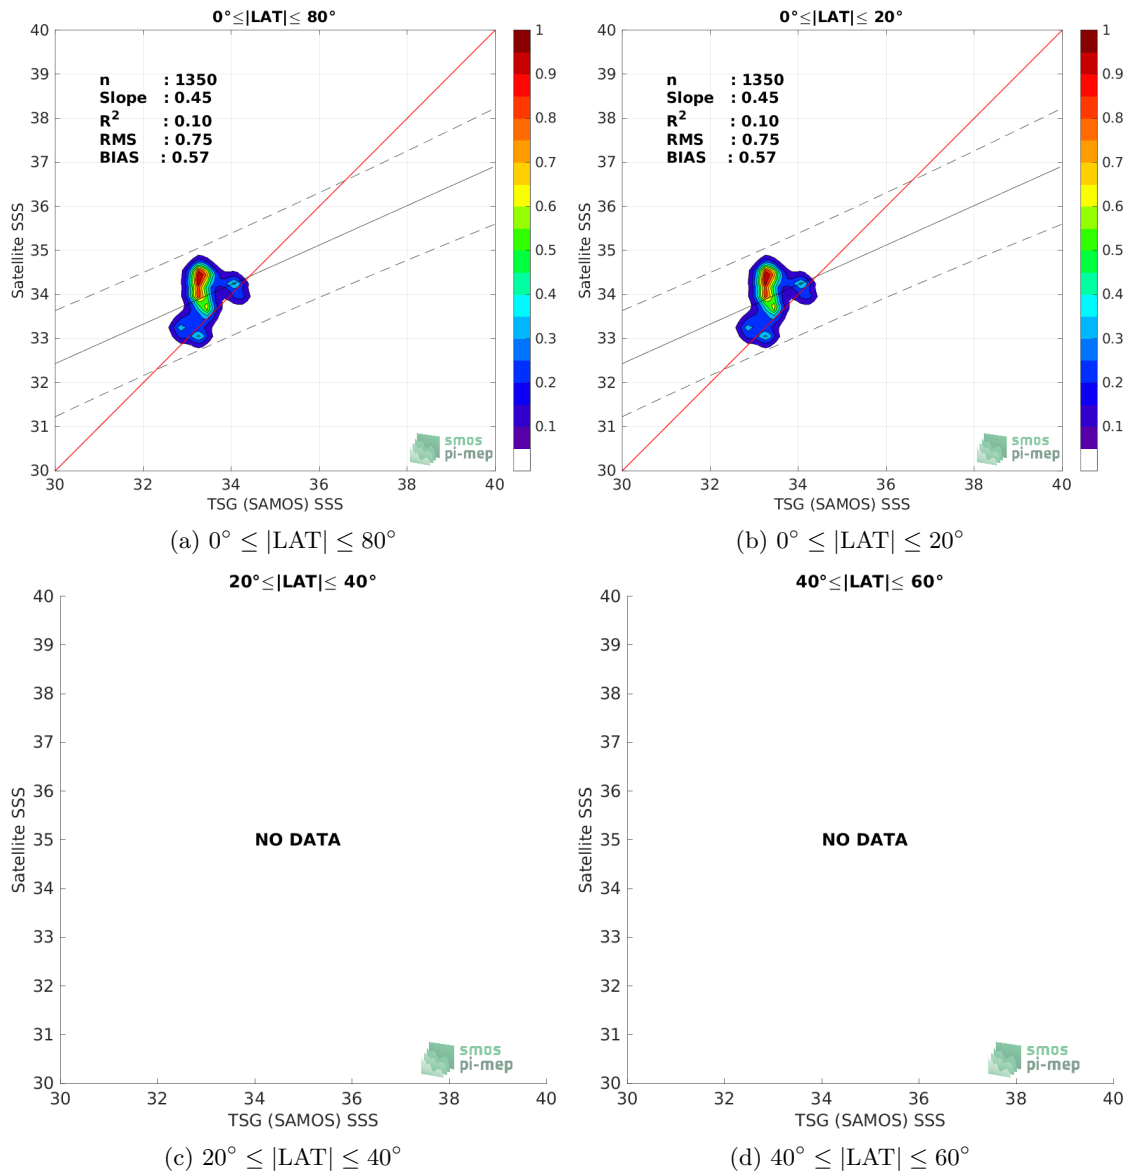 0°≤|LAT|≤ 80°
40
39
38
37
36
35
34
33
32
31
30
Satellite SSS
n : 1350
Slope : 0.45
R² : 0.10
RMS : 0.75
BIAS : 0.57
1
0.9
0.8
0.7
0.6
0.5
0.4
0.3
0.2
0.1
smos
pi-mep
30 32 34 36 38 40
TSG (SAMOS) SSS
(a) 0° ≤ |LAT| ≤ 80°
0°≤|LAT|≤ 20°
40
39
38
37
36
35
34
33
32
31
30
Satellite SSS
n : 1350
Slope : 0.45
R² : 0.10
RMS : 0.75
BIAS : 0.57
1
0.9
0.8
0.7
0.6
0.5
0.4
0.3
0.2
0.1
smos
pi-mep
30 32 34 36 38 40
TSG (SAMOS) SSS
(b) 0° ≤ |LAT| ≤ 20°
20°≤|LAT|≤ 40°
40
39
38
37
36
35
34
33
32
31
30
Satellite SSS
NO DATA
smos
pi-mep
30 32 34 36 38 40
TSG (SAMOS) SSS
(c) 20° ≤ |LAT| ≤ 40°
40°≤|LAT|≤ 60°
40
39
38
37
36
35
34
33
32
31
30
Satellite SSS
NO DATA
smos
pi-mep
30 32 34 36 38 40
TSG (SAMOS) SSS
(d) 40° ≤ |LAT| ≤ 60°